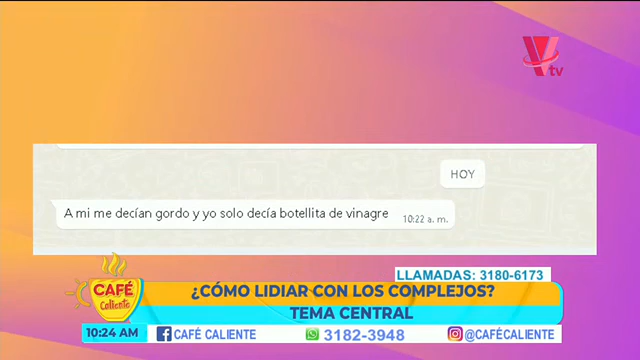 V
tv
HOY
A mi me decían gordo y yo solo decía botellita de vinagre
10:22 a. m.
LLAMADAS: 3180-6173
CAFÉ
Caliente
¿CÓMO LIDIAR CON LOS COMPLEJOS?
TEMA CENTRAL
10:24 AM
CAFÉ CALIENTE
3182-3948
@CAFÉCALIENTE